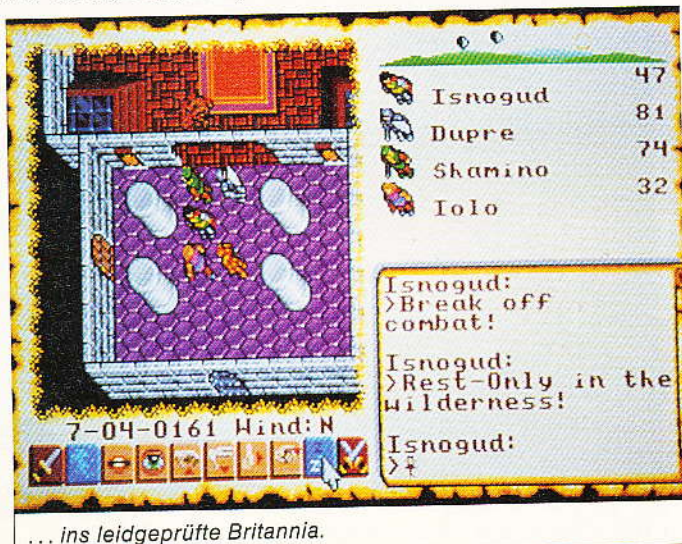 47
Isnogud
81
Dupre
74
Shamino
32
Iolo
Isnogud:
>Break off
combat!
Isnogud:
>Rest-Only in the
wilderness!
Isnogud:
>
7-04-0161 Wind:N
... ins leidgeprüfte Britannia.